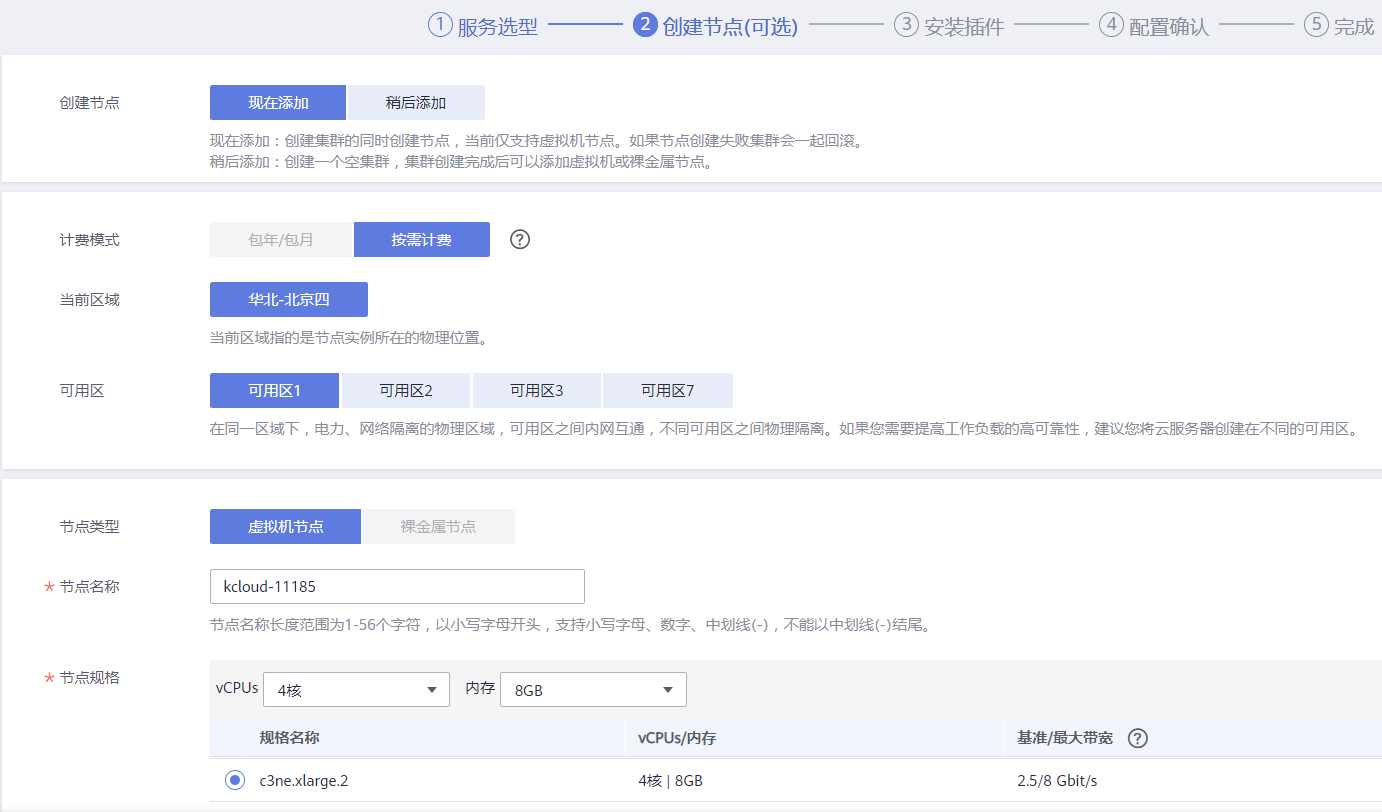 1 服务选型 2 创建节点(可选) 3 安装插件 4 配置确认 5 完成
创建节点 现在添加 稍后添加
现在添加：创建集群的同时创建节点，当前仅支持虚拟机节点。如果节点创建失败集群会一起回滚。
稍后添加：创建一个空集群，集群创建完成后可以添加虚拟机或裸金属节点。
计费模式 包年/包月 按需计费 ?
当前区域 华北-北京四
当前区域指的是节点实例所在的物理位置。
可用区 可用区1 可用区2 可用区3 可用区7
在同一区域下，电力、网络隔离的物理区域，可用区之间内网互通，不同可用区之间物理隔离。如果您需要提高工作负载的高可靠性，建议您将云服务器创建在不同的可用区。
节点类型 虚拟机节点 裸金属节点
* 节点名称 kcloud-11185
节点名称长度范围为1-56个字符，以小写字母开头，支持小写字母、数字、中划线(-)，不能以中划线(-)结尾。
* 节点规格 vCPUs 4核 内存 8GB
规格名称 vCPUs/内存 基准/最大带宽 ?
c3ne.xlarge.2 4核 | 8GB 2.5/8 Gbit/s